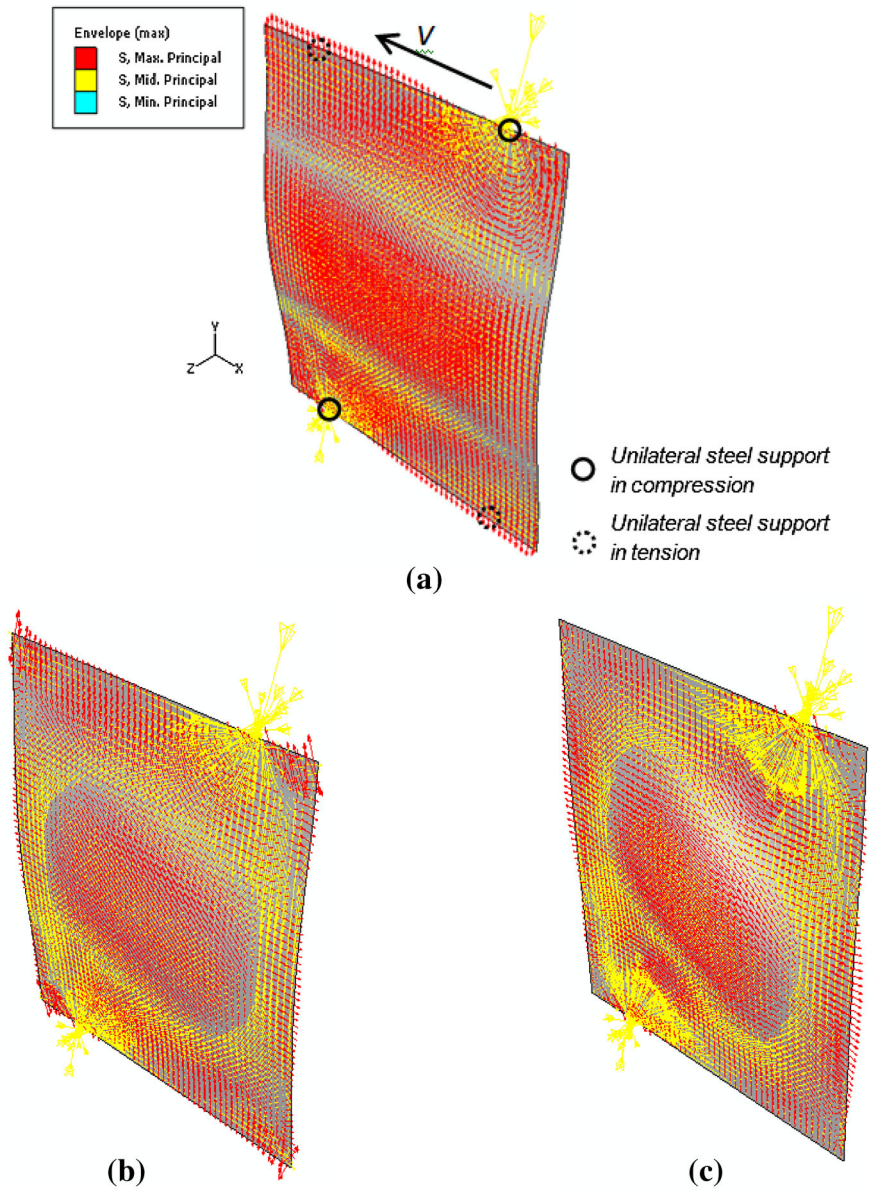 Envelope (max)
S, Max. Principal
S, Mid. Principal
S, Min. Principal
V
Y
Z
X
Unilateral steel support
in compression
Unilateral steel support
in tension
(a)
(b)
(c)